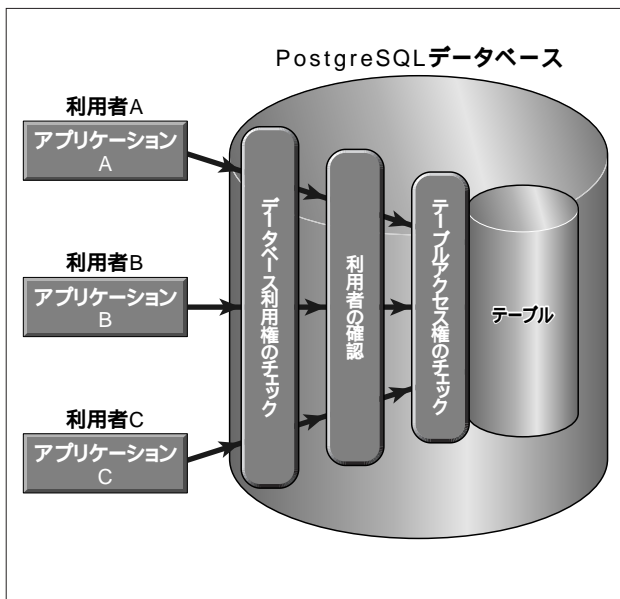 PostgreSQLデータベース
利用者A
アプリケーション
A
利用者B
アプリケーション
B
利用者C
アプリケーション
C
データベース利用権のチェック
利用者の確認
テーブルアクセス権のチェック
テーブル